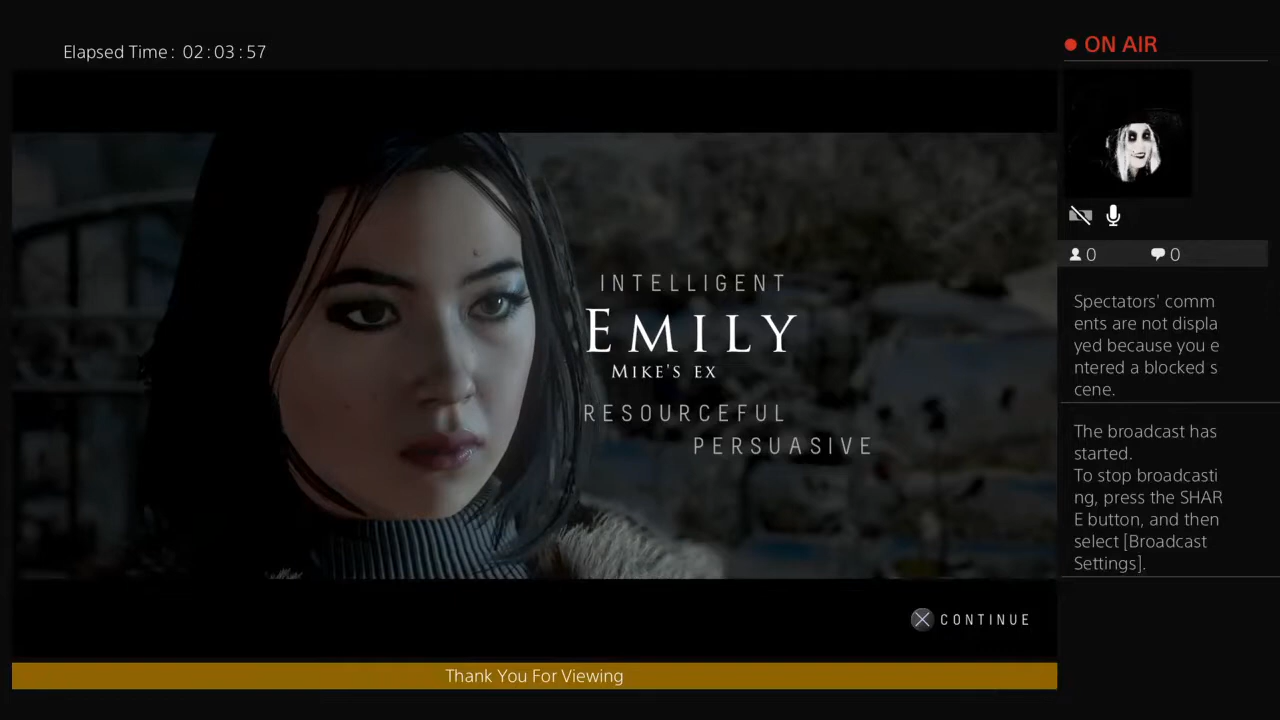 Elapsed Time: 02:03:57
ON AIR
INTELLIGENT
EMILY
MIKE'S EX
RESOURCEFUL
PERSUASIVE
CONTINUE
Thank You For Viewing
0 0
Spectators' comm
ents are not displa
yed because you e
ntered a blocked s
cene.
The broadcast has
started.
To stop broadcasti
ng, press the SHAR
E button, and then
select [Broadcast
Settings].